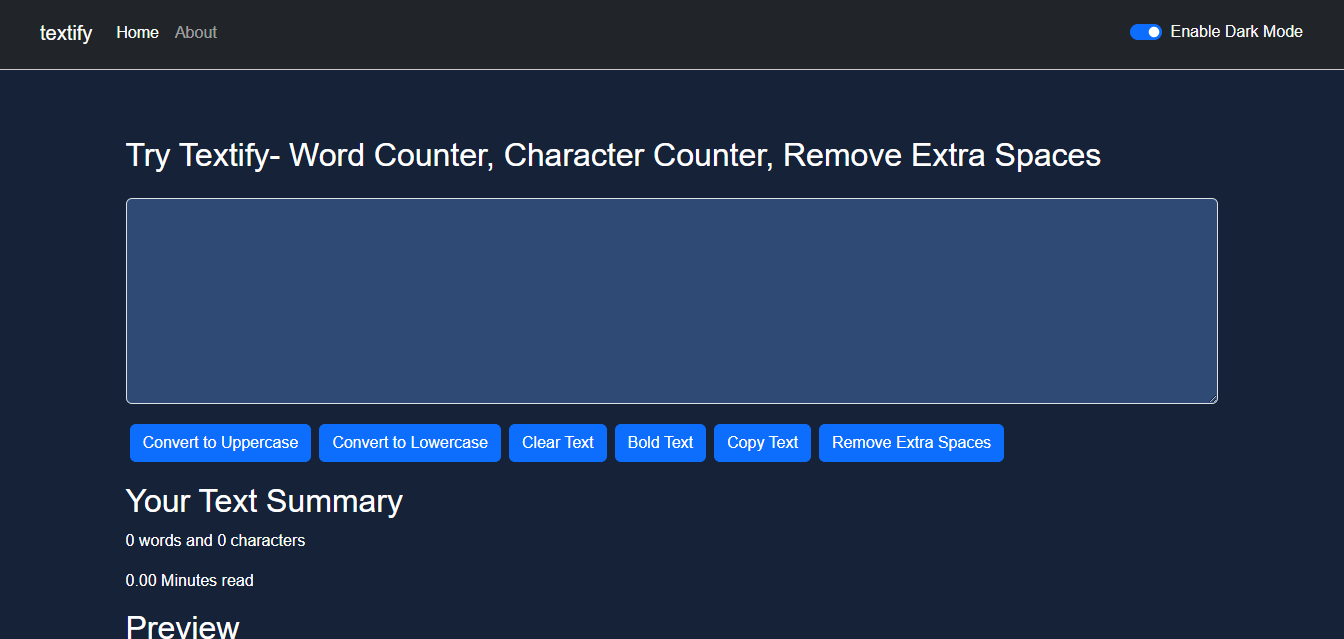 textify Home About Enable Dark Mode
Try Textify- Word Counter, Character Counter, Remove Extra Spaces
Convert to Uppercase Convert to Lowercase Clear Text Bold Text Copy Text Remove Extra Spaces
Your Text Summary
0 words and 0 characters
0.00 Minutes read
Preview